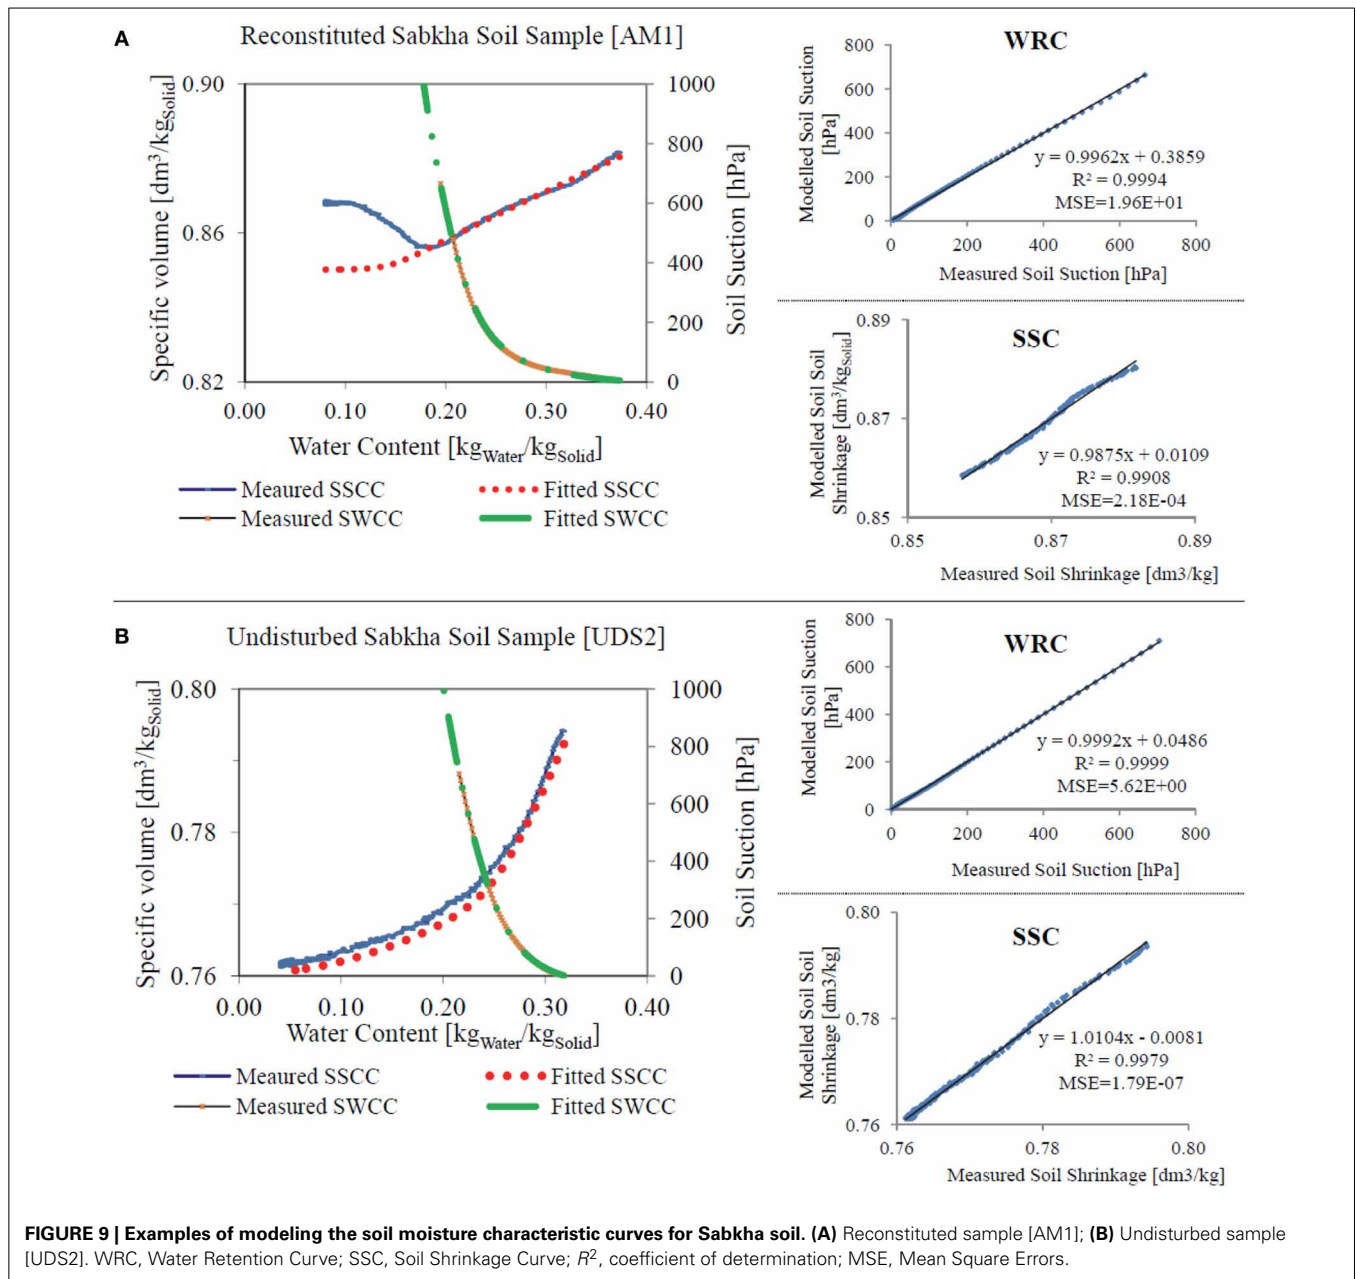 A
Reconstituted Sabkha Soil Sample [AM1]
Specific volume [dm³/kgSolid]
0.90
0.86
0.82
1000
800
600
400
200
0
Soil Suction [hPa]
0.00 0.10 0.20 0.30 0.40
Water Content [kgWater/kgSolid]
Meaured SSCC Fitted SSCC
Measured SWCC Fitted SWCC
WRC
Modelled Soil Suction
[hPa]
800
600
400
200
0
y = 0.9962x + 0.3859
R² = 0.9994
MSE=1.96E+01
0 200 400 600 800
Measured Soil Suction [hPa]
SSC
Modelled Soil Soil
Shrinkage [dm³/kgSolid]
0.89
0.87
0.85
y = 0.9875x + 0.0109
R² = 0.9908
MSE=2.18E-04
0.85 0.87 0.89
Measured Soil Shrinkage [dm3/kg]
B
Undisturbed Sabkha Soil Sample [UDS2]
Specific volume [dm³/kgSolid]
0.80
0.78
0.76
1000
800
600
400
200
0
Soil Suction [hPa]
0.00 0.10 0.20 0.30 0.40
Water Content [kgWater/kgSolid]
Meaured SSCC Fitted SSCC
Measured SWCC Fitted SWCC
WRC
Modelled Soil Suction
[hPa]
800
600
400
200
0
y = 0.9992x + 0.0486
R² = 0.9999
MSE=5.62E+00
0 200 400 600 800
Measured Soil Suction [hPa]
SSC
Modelled Soil Soil
Shrinkage [dm3/kg]
0.80
0.78
0.76
y = 1.0104x - 0.0081
R² = 0.9979
MSE=1.79E-07
0.76 0.78 0.80
Measured Soil Shrinkage [dm3/kg]
FIGURE 9 | Examples of modeling the soil moisture characteristic curves for Sabkha soil. (A) Reconstituted sample [AM1]; (B) Undisturbed sample
[UDS2]. WRC, Water Retention Curve; SSC, Soil Shrinkage Curve; R², coefficient of determination; MSE, Mean Square Errors.